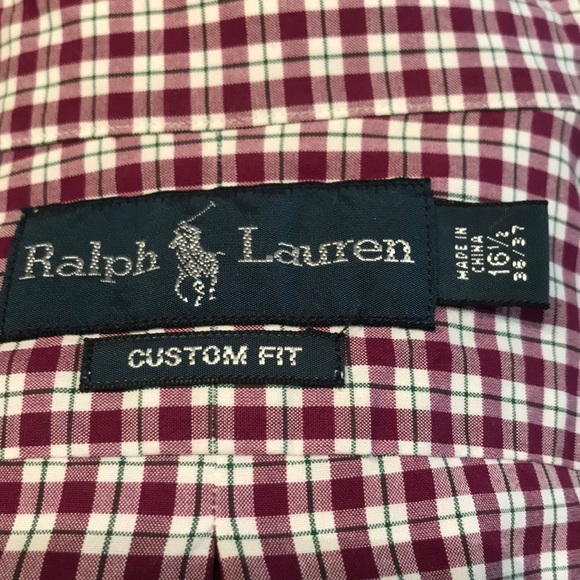 Ralph Lauren
MADE IN
CHINA
16½
36/37
CUSTOM FIT